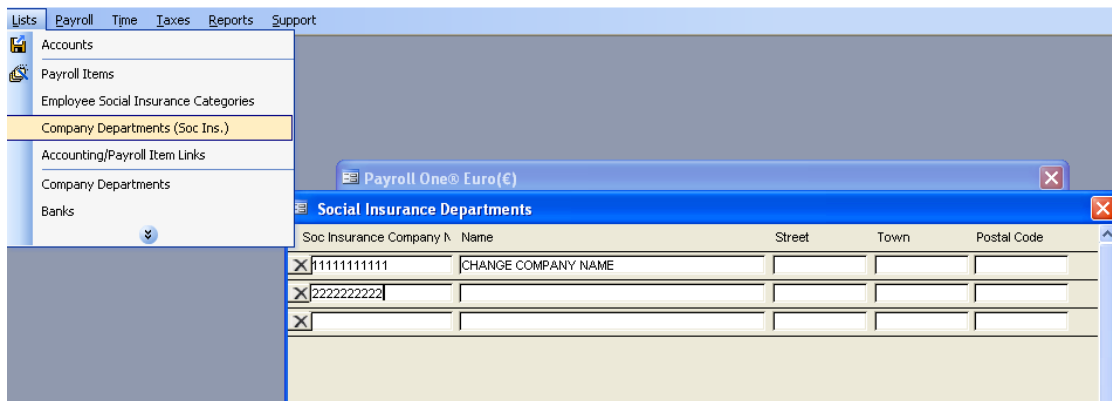 Lists Payroll Time Taxes Reports Support
Accounts
Payroll Items
Employee Social Insurance Categories
Company Departments (Soc Ins.)
Accounting/Payroll Item Links
Company Departments
Banks
Payroll One® Euro(€)
Social Insurance Departments
Soc Insurance Company N Name Street Town Postal Code
11111111111 CHANGE COMPANY NAME
2222222222